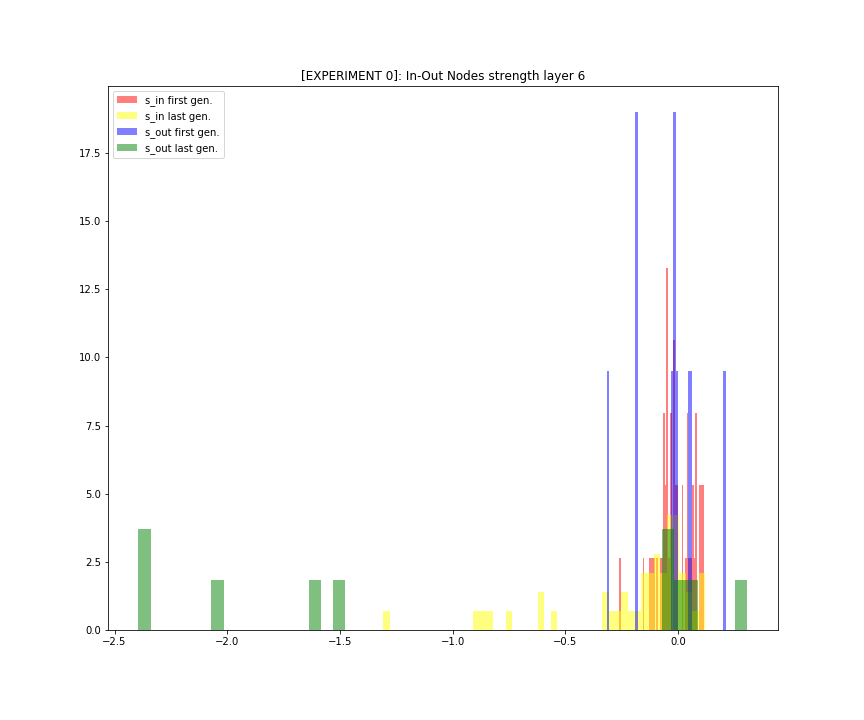 [EXPERIMENT 0]: In-Out Nodes strength layer 6
s_in first gen.
s_in last gen.
s_out first gen.
s_out last gen.
17.5
15.0
12.5
10.0
7.5
5.0
2.5
0.0
−2.5 −2.0 −1.5 −1.0 −0.5 0.0